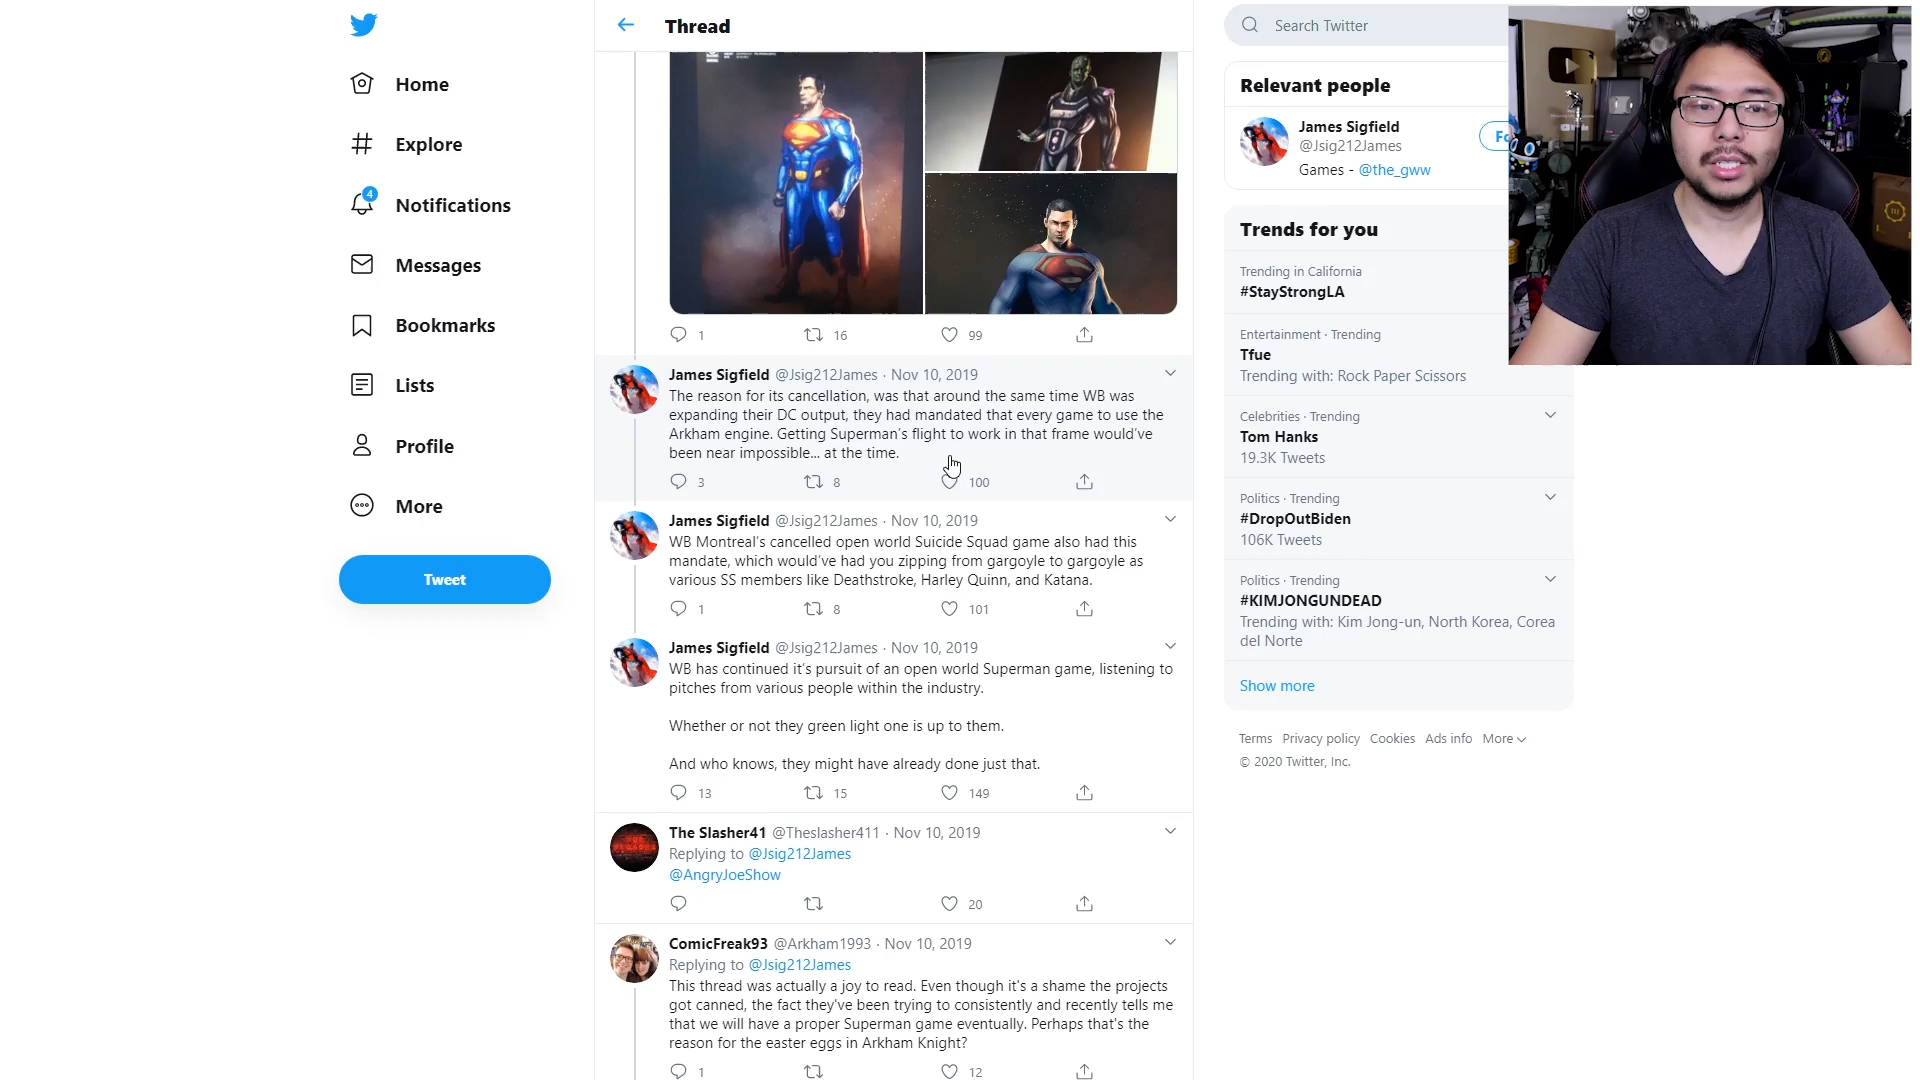 Home
Explore
4
Notifications
Messages
Bookmarks
Lists
Profile
More
Tweet
Thread
1 16 99
James Sigfield @Jsig212James · Nov 10, 2019
The reason for its cancellation, was that around the same time WB was
expanding their DC output, they had mandated that every game to use the
Arkham engine. Getting Superman's flight to work in that frame would've
been near impossible... at the time.
3 8 100
James Sigfield @Jsig212James · Nov 10, 2019
WB Montreal's cancelled open world Suicide Squad game also had this
mandate, which would've had you zipping from gargoyle to gargoyle as
various SS members like Deathstroke, Harley Quinn, and Katana.
1 8 101
James Sigfield @Jsig212James · Nov 10, 2019
WB has continued it's pursuit of an open world Superman game, listening to
pitches from various people within the industry.
Whether or not they green light one is up to them.
And who knows, they might have already done just that.
13 15 149
The Slasher41 @Theslasher411 · Nov 10, 2019
Replying to @Jsig212James
@AngryJoeShow
20
ComicFreak93 @Arkham1993 · Nov 10, 2019
Replying to @Jsig212James
This thread was actually a joy to read. Even though it's a shame the projects
got canned, the fact they've been trying to consistently and recently tells me
that we will have a proper Superman game eventually. Perhaps that's the
reason for the easter eggs in Arkham Knight?
1 12
Search Twitter
Relevant people
James Sigfield
@Jsig212James
Fo
Games - @the_gww
Trends for you
Trending in California
#StayStrongLA
Entertainment · Trending
Tfue
Trending with: Rock Paper Scissors
Celebrities · Trending
Tom Hanks
19.3K Tweets
Politics · Trending
#DropOutBiden
106K Tweets
Politics · Trending
#KIMJONGUNDEAD
Trending with: Kim Jong-un, North Korea, Corea
del Norte
Show more
Terms Privacy policy Cookies Ads info More
© 2020 Twitter, Inc.